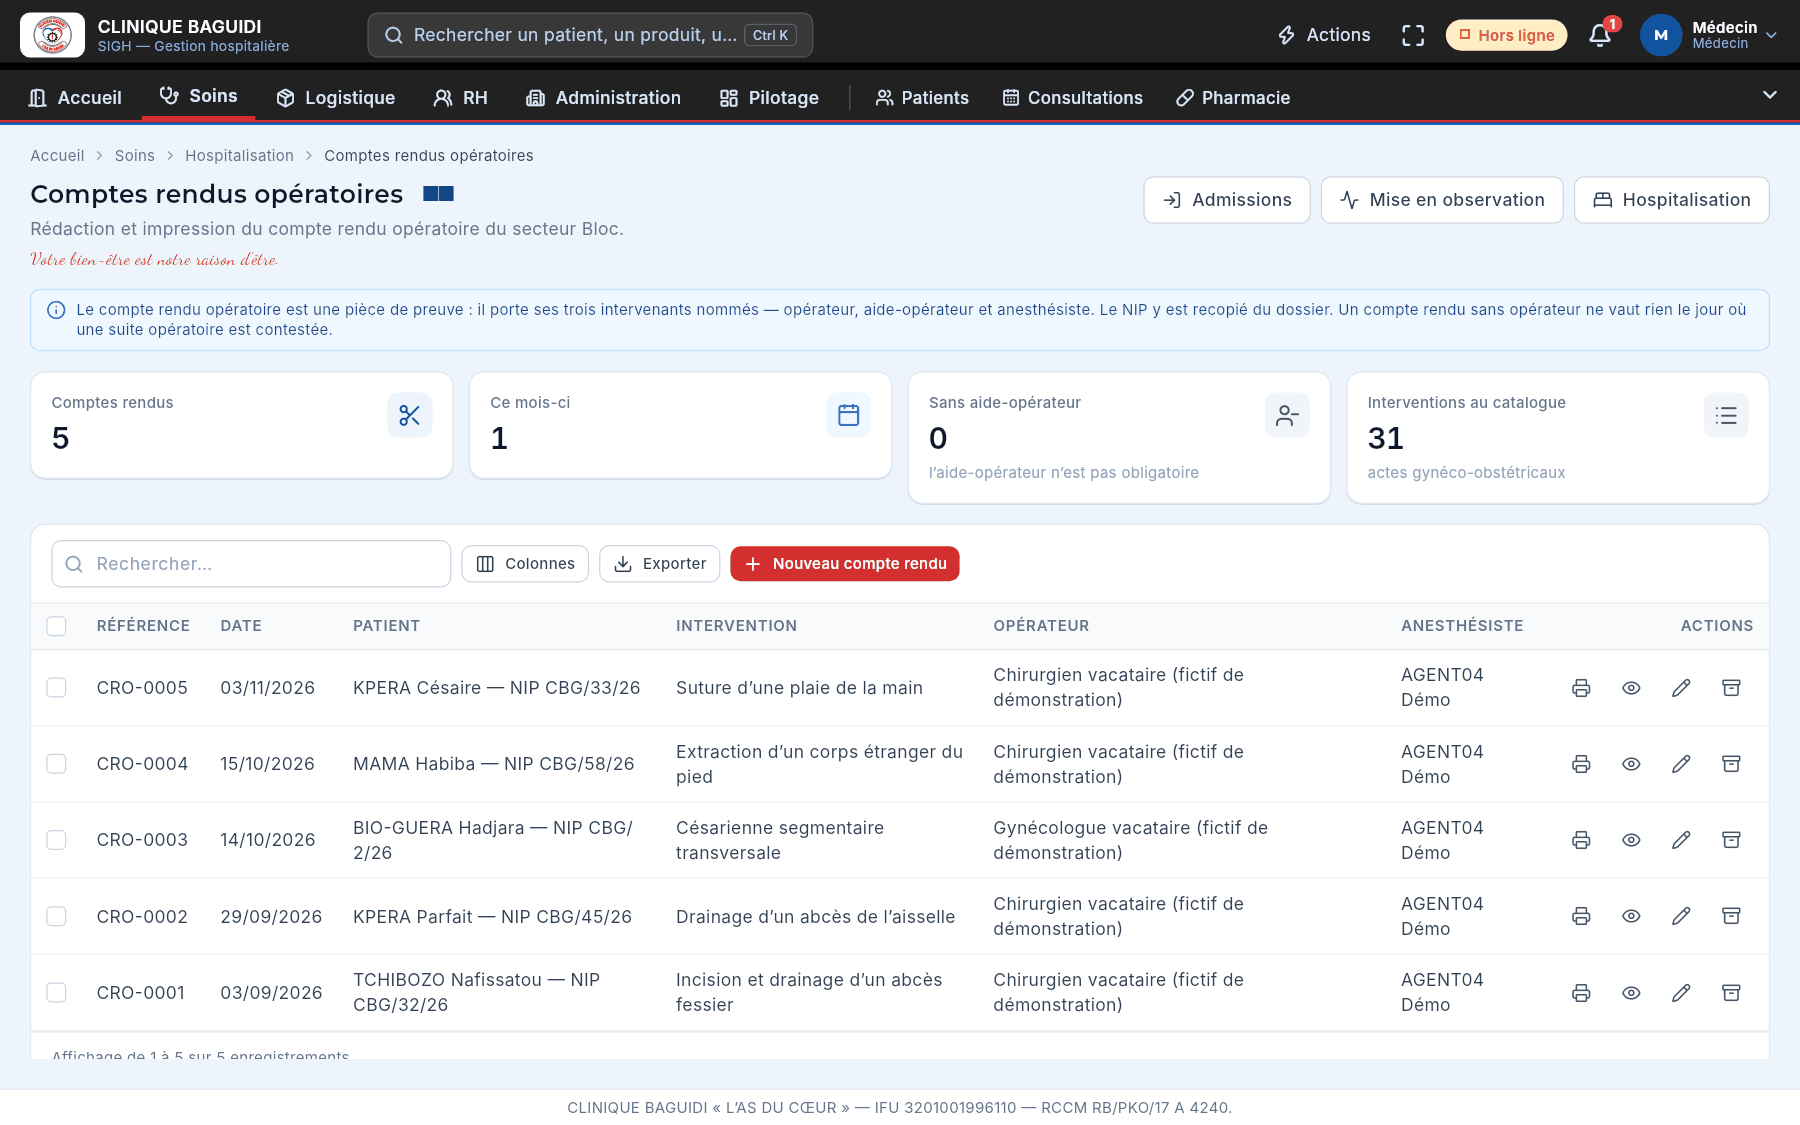 CLINIQUE BAGUIDI
SIGH — Gestion hospitalière
Rechercher un patient, un produit, u...
Ctrl K
Actions
Hors ligne
1
M
Médecin
Médecin
Accueil
Soins
Logistique
RH
Administration
Pilotage
Patients
Consultations
Pharmacie
Accueil > Soins > Hospitalisation > Comptes rendus opératoires
Comptes rendus opératoires
Rédaction et impression du compte rendu opératoire du secteur Bloc.
Votre bien-être est notre raison d'être.
Admissions
Mise en observation
Hospitalisation
Le compte rendu opératoire est une pièce de preuve : il porte ses trois intervenants nommés — opérateur, aide-opérateur et anesthésiste. Le NIP y est recopié du dossier. Un compte rendu sans opérateur ne vaut rien le jour où
une suite opératoire est contestée.
Comptes rendus
5
Ce mois-ci
1
Sans aide-opérateur
0
l’aide-opérateur n’est pas obligatoire
Interventions au catalogue
31
actes gynéco-obstétricaux
Rechercher...
Colonnes
Exporter
Nouveau compte rendu
RÉFÉRENCE DATE PATIENT INTERVENTION OPÉRATEUR ANESTHÉSISTE ACTIONS
CRO-0005 03/11/2026 KPERA Césaire — NIP CBG/33/26 Suture d’une plaie de la main Chirurgien vacataire (fictif de AGENT04
démonstration) Démo
CRO-0004 15/10/2026 MAMA Habiba — NIP CBG/58/26 Extraction d’un corps étranger du Chirurgien vacataire (fictif de AGENT04
pied démonstration) Démo
CRO-0003 14/10/2026 BIO-GUERA Hadjara — NIP CBG/ Césarienne segmentaire Gynécologue vacataire (fictif de AGENT04
2/26 transversale démonstration) Démo
CRO-0002 29/09/2026 KPERA Parfait — NIP CBG/45/26 Drainage d’un abcès de l’aisselle Chirurgien vacataire (fictif de AGENT04
démonstration) Démo
CRO-0001 03/09/2026 TCHIBOZO Nafissatou — NIP Incision et drainage d’un abcès Chirurgien vacataire (fictif de AGENT04
CBG/32/26 fessier démonstration) Démo
Affichage de 1 à 5 sur 5 enregistrements
CLINIQUE BAGUIDI « L’AS DU CŒUR » — IFU 3201001996110 — RCCM RB/PKO/17 A 4240.